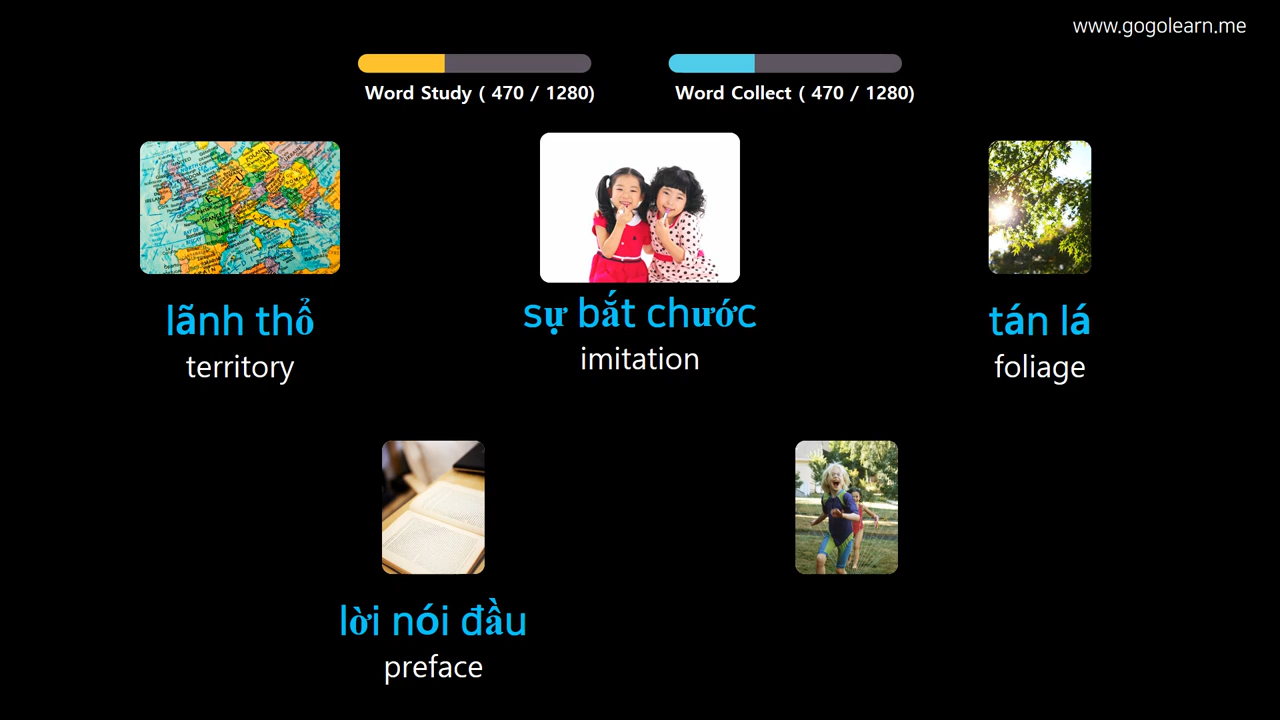 www.gogolearn.me
Word Study ( 470 / 1280)
Word Collect ( 470 / 1280)
lãnh thổ
territory
sự bắt chước
imitation
tán lá
foliage
lời nói đầu
preface